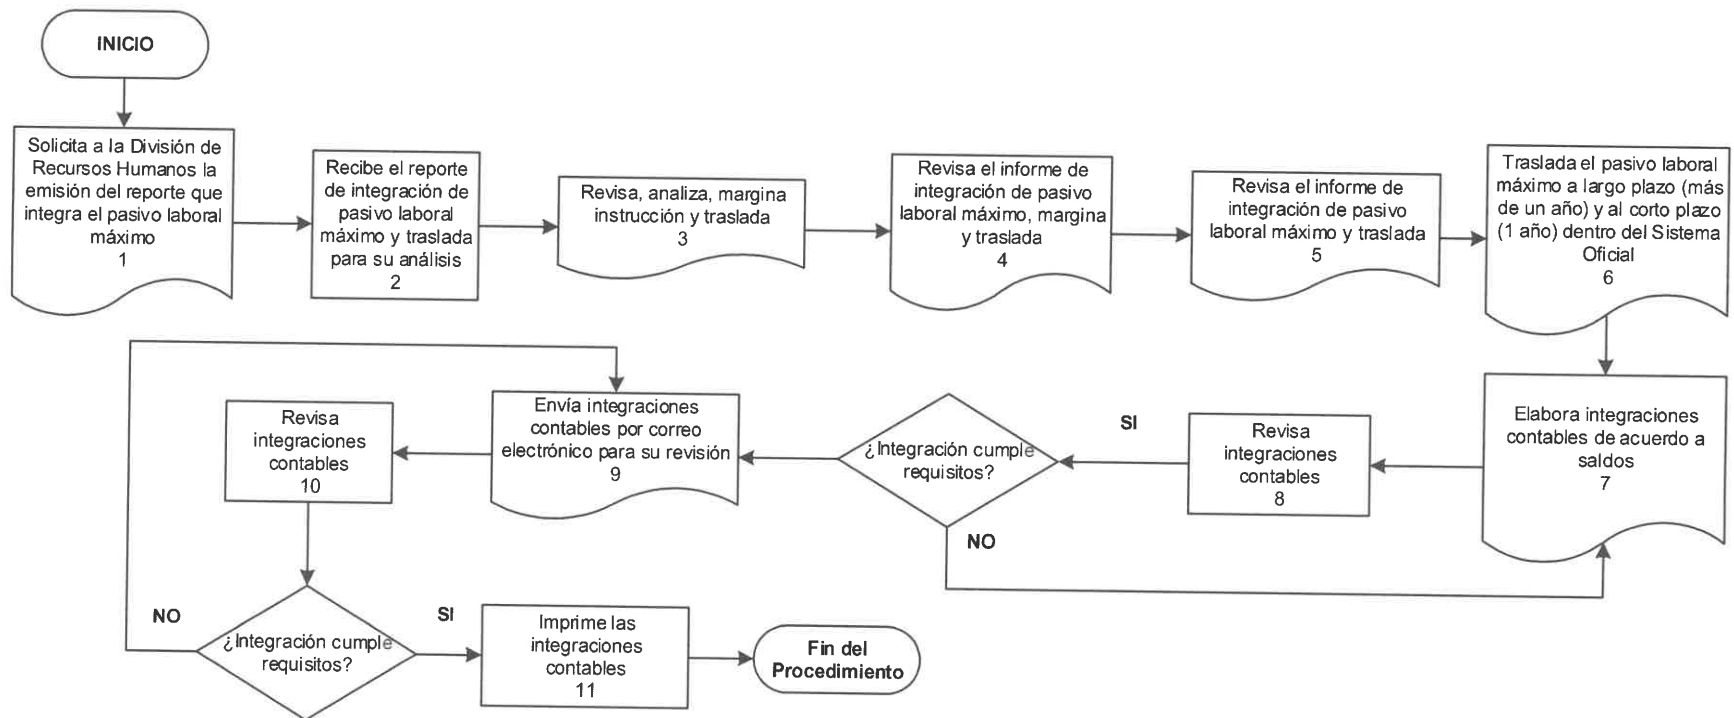 INICIO
Solicita a la División de
Recursos Humanos la
emisión del reporte que
integra el pasivo laboral
máximo
1
Recibe el reporte
de integración de
pasivo laboral
máximo y traslada
para su análisis
2
Revisa, analiza, margina
instrucción y traslada
3
Revisa el informe de
integración de pasivo
laboral máximo, margina
y traslada
4
Revisa el informe de
integración de pasivo
laboral máximo y traslada
5
Traslada el pasivo laboral
máximo a largo plazo (más
de un año) y al corto plazo
(1 año) dentro del Sistema
Oficial
6
Elabora integraciones
contables de acuerdo a
saldos
7
Revisa
integraciones
contables
8
SI
¿Integración cumple
requisitos?
NO
Envía integraciones
contables por correo
electrónico para su revisión
9
Revisa
integraciones
contables
10
¿Integración cumple
requisitos?
NO
SI
Imprime las
integraciones
contables
11
Fin del
Procedimiento